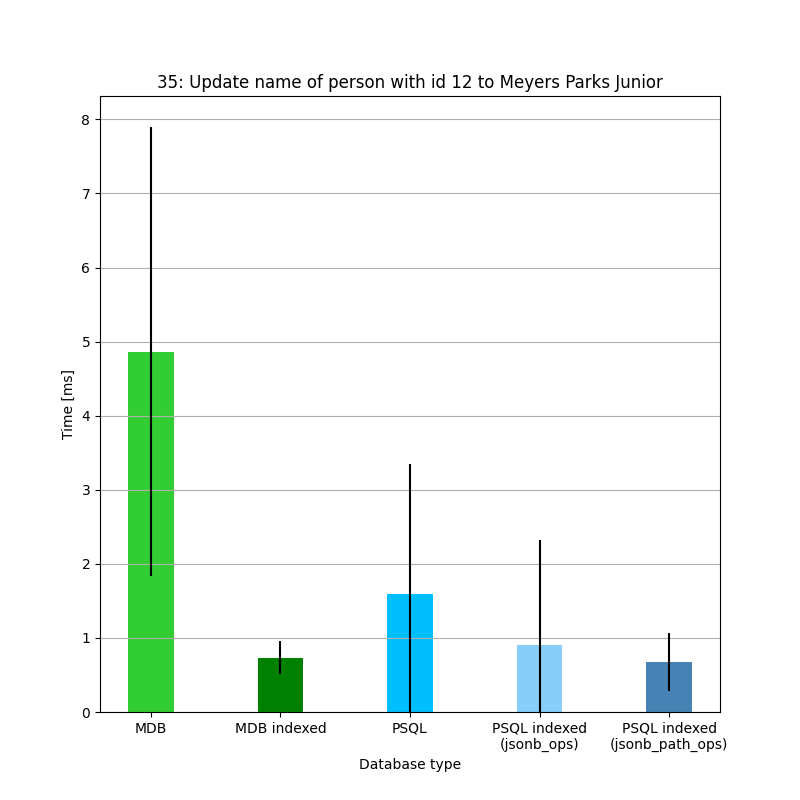 35: Update name of person with id 12 to Meyers Parks Junior
Time [ms]
8
7
6
5
4
3
2
1
0
MDB
MDB indexed
PSQL
PSQL indexed
(jsonb_ops)
PSQL indexed
(jsonb_path_ops)
Database type